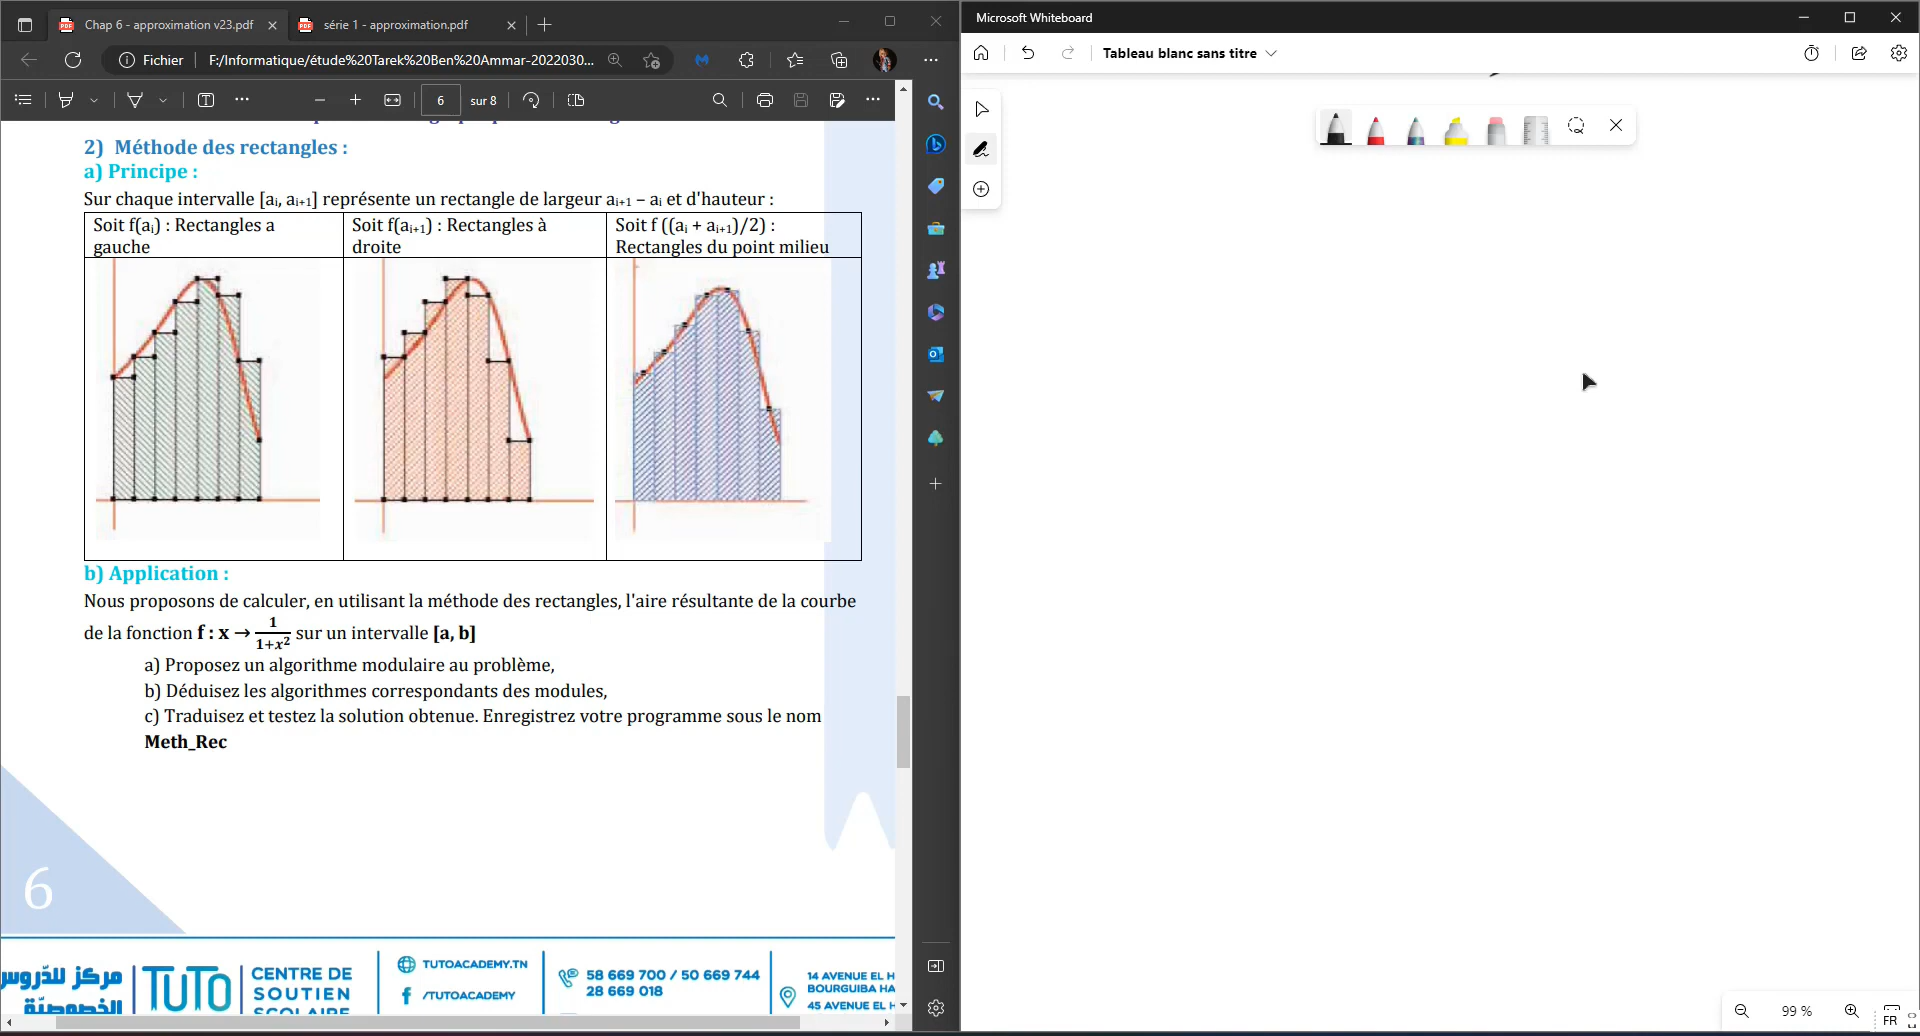 Chap 6 - approximation v23.pdf
série 1 - approximation.pdf
Microsoft Whiteboard
Fichier
F:/Informatique/étude%20Tarek%20Ben%20Ammar-2022030...
Tableau blanc sans titre
6
sur 8
2) Méthode des rectangles :
a) Principe :
Sur chaque intervalle [aᵢ, aᵢ₊₁] représente un rectangle de largeur aᵢ₊₁ – aᵢ et d'hauteur :
Soit f(aᵢ) : Rectangles a
gauche
Soit f(aᵢ₊₁) : Rectangles à
droite
Soit f ((aᵢ + aᵢ₊₁)/2) :
Rectangles du point milieu
b) Application :
Nous proposons de calculer, en utilisant la méthode des rectangles, l'aire résultante de la courbe
de la fonction f : x → 1/(1+x²) sur un intervalle [a, b]
a) Proposez un algorithme modulaire au problème,
b) Déduisez les algorithmes correspondants des modules,
c) Traduisez et testez la solution obtenue. Enregistrez votre programme sous le nom
Meth_Rec
6
مركز للدّروس
الخصوصيّة
TUTO
CENTRE DE
SOUTIEN
SCOLAIRE
TUTOACADEMY.TN
/TUTOACADEMY
58 669 700 / 50 669 744
28 669 018
14 AVENUE EL H
BOURGUIBA HA
45 AVENUE EL H
99 %
FR